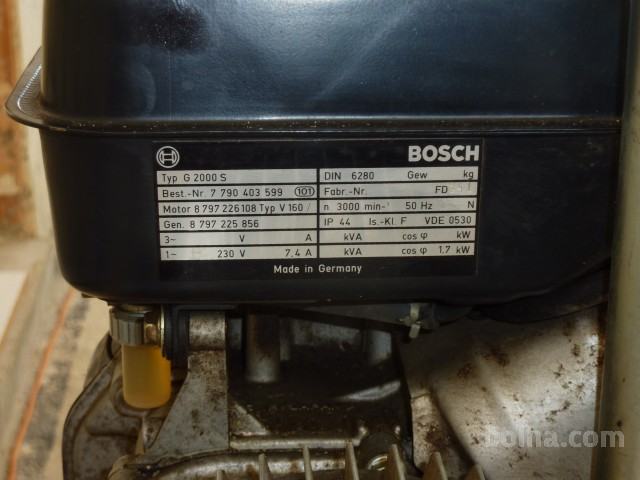 BOSCH
Typ G 2000 S DIN 6280 Gew kg
Best.-Nr. 7 790 403 599 101 Fabr.-Nr. FD
Motor 8 797 226 108 Typ V 160 / n 3000 min-¹ 50 Hz N
Gen. 8 797 225 856 IP 44 Is.-Kl F VDE 0530
3~ V A kVA cos φ kW
1~ 230 V 7,4 A kVA cos φ 1,7 kW
Made in Germany
bolha.com